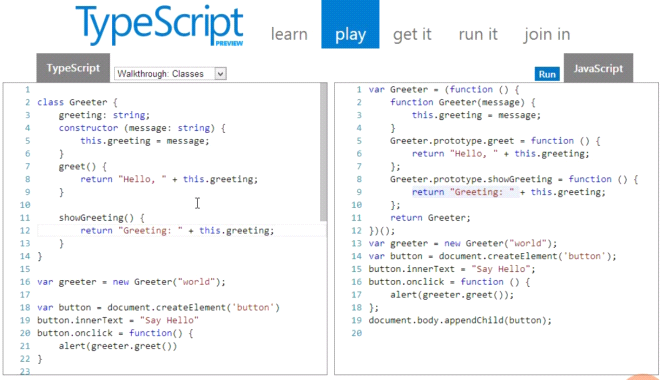 TypeScript
PREVIEW
learn
play
get it
run it
join in
TypeScript
Walkthrough: Classes
Run
JavaScript
1
2 class Greeter {
3 greeting: string;
4 constructor (message: string) {
5 this.greeting = message;
6 }
7 greet() {
8 return "Hello, " + this.greeting;
9 }
10
11 showGreeting() {
12 return "Greeting: " + this.greeting;
13 }
14 }
15
16 var greeter = new Greeter("world");
17
18 var button = document.createElement('button')
19 button.innerText = "Say Hello"
20 button.onclick = function() {
21 alert(greeter.greet())
22 }
23
1 var Greeter = (function () {
2 function Greeter(message) {
3 this.greeting = message;
4 }
5 Greeter.prototype.greet = function () {
6 return "Hello, " + this.greeting;
7 };
8 Greeter.prototype.showGreeting = function () {
9 return "Greeting: " + this.greeting;
10 };
11 return Greeter;
12 })();
13 var greeter = new Greeter("world");
14 var button = document.createElement('button');
15 button.innerText = "Say Hello";
16 button.onclick = function () {
17 alert(greeter.greet());
18 };
19 document.body.appendChild(button);
20